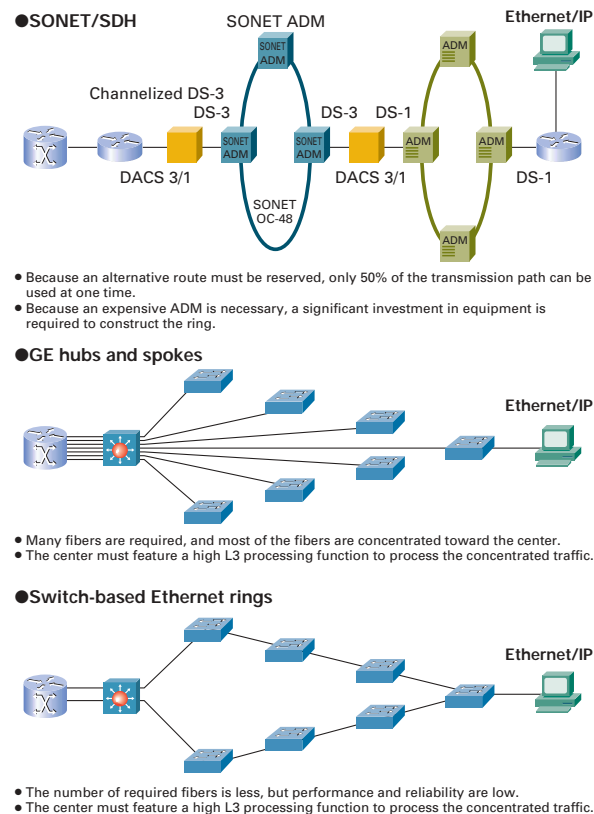 ●SONET/SDH
SONET ADM
Ethernet/IP
SONET
ADM
ADM
Channelized DS-3
DS-3
DS-3
DS-1
SONET
ADM
SONET
ADM
ADM
ADM
DACS 3/1
DACS 3/1
DS-1
SONET
OC-48
ADM
• Because an alternative route must be reserved, only 50% of the transmission path can be
used at one time.
• Because an expensive ADM is necessary, a significant investment in equipment is
required to construct the ring.
●GE hubs and spokes
Ethernet/IP
• Many fibers are required, and most of the fibers are concentrated toward the center.
• The center must feature a high L3 processing function to process the concentrated traffic.
●Switch-based Ethernet rings
Ethernet/IP
• The number of required fibers is less, but performance and reliability are low.
• The center must feature a high L3 processing function to process the concentrated traffic.